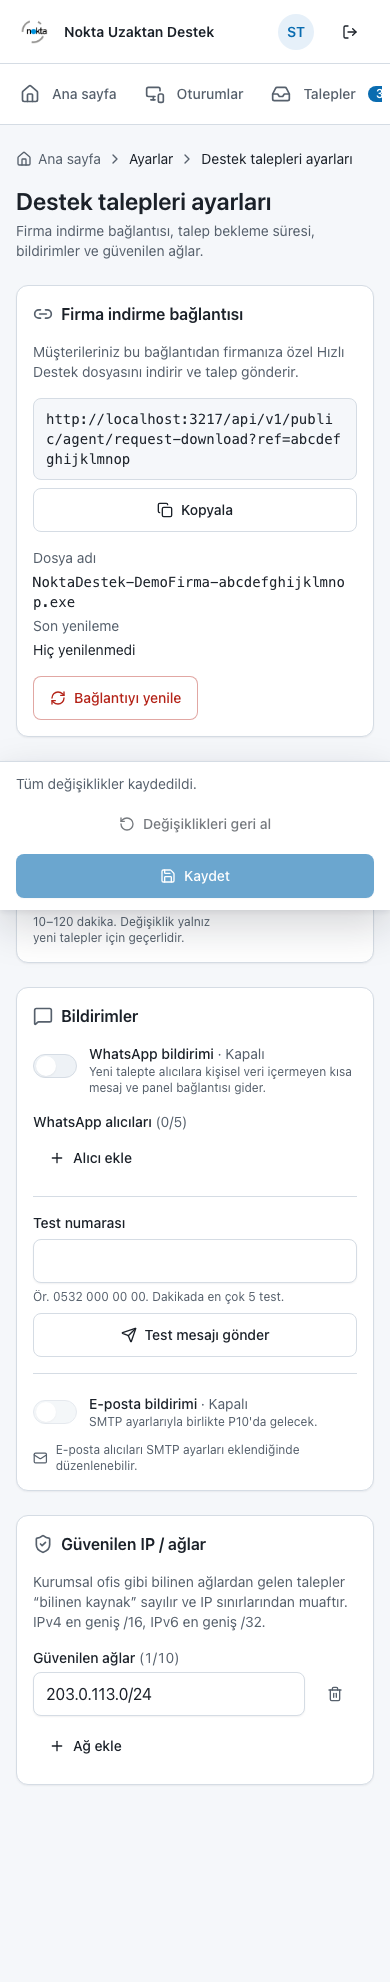 nokta
Nokta Uzaktan Destek
ST
Ana sayfa
Oturumlar
Talepler
3
Ana sayfa > Ayarlar > Destek talepleri ayarları
Destek talepleri ayarları
Firma indirme bağlantısı, talep bekleme süresi,
bildirimler ve güvenilen ağlar.
Firma indirme bağlantısı
Müşterileriniz bu bağlantıdan firmanıza özel Hızlı
Destek dosyasını indirir ve talep gönderir.
http://localhost:3217/api/v1/publi
c/agent/request-download?ref=abcdef
ghijklmnop
Kopyala
Dosya adı
NoktaDestek-DemoFirma-abcdefghijklmno
p.exe
Son yenileme
Hiç yenilenmedi
Bağlantıyı yenile
Tüm değişiklikler kaydedildi.
Değişiklikleri geri al
Kaydet
10–120 dakika. Değişiklik yalnız
yeni talepler için geçerlidir.
Bildirimler
WhatsApp bildirimi · Kapalı
Yeni talepte alıcılara kişisel veri içermeyen kısa
mesaj ve panel bağlantısı gider.
WhatsApp alıcıları (0/5)
Alıcı ekle
Test numarası
Ör. 0532 000 00 00. Dakikada en çok 5 test.
Test mesajı gönder
E-posta bildirimi · Kapalı
SMTP ayarlarıyla birlikte P10'da gelecek.
E-posta alıcıları SMTP ayarları eklendiğinde
düzenlenebilir.
Güvenilen IP / ağlar
Kurumsal ofis gibi bilinen ağlardan gelen talepler
“bilinen kaynak” sayılır ve IP sınırlarından muaftır.
IPv4 en geniş /16, IPv6 en geniş /32.
Güvenilen ağlar (1/10)
203.0.113.0/24
Ağ ekle